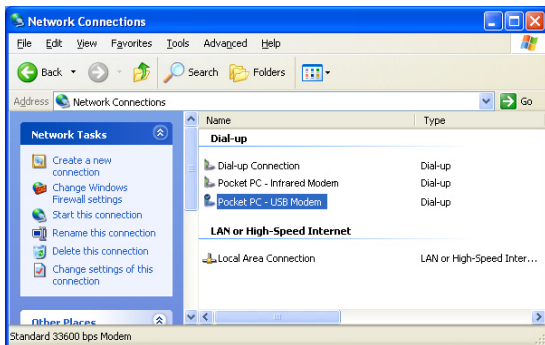 Network Connections
File Edit View Favorites Tools Advanced Help
Back Search Folders
Address Network Connections Go
Network Tasks
Create a new
connection
Change Windows
Firewall settings
Start this connection
Rename this connection
Delete this connection
Change settings of this
connection
Other Places
Name Type
Dial-up
Dial-up Connection Dial-up
Pocket PC - Infrared Modem Dial-up
Pocket PC - USB Modem Dial-up
LAN or High-Speed Internet
Local Area Connection LAN or High-Speed Inter...
Standard 33600 bps Modem